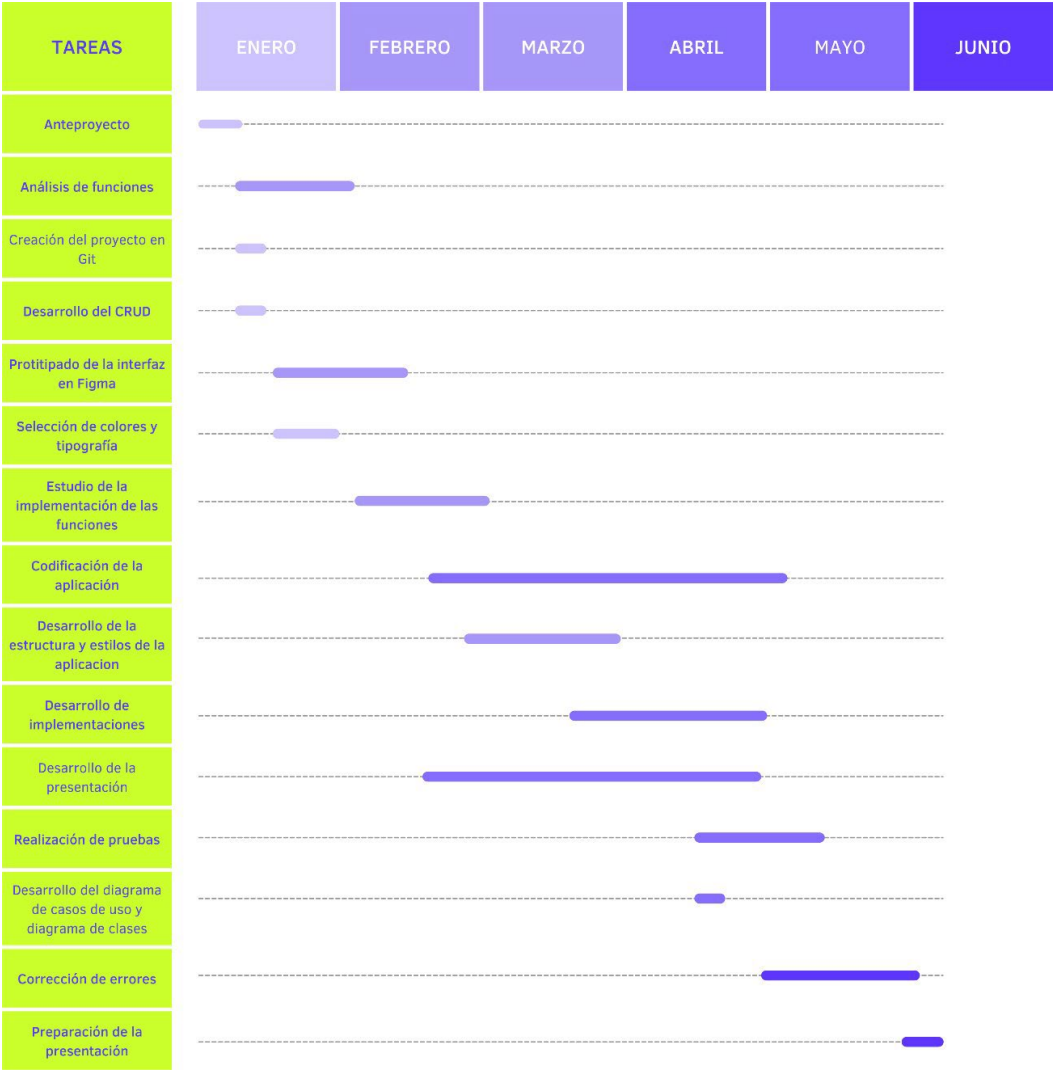 TAREAS
ENERO
FEBRERO
MARZO
ABRIL
MAYO
JUNIO
Anteproyecto
Análisis de funciones
Creación del proyecto en
Git
Desarrollo del CRUD
Protitipado de la interfaz
en Figma
Selección de colores y
tipografía
Estudio de la
implementación de las
funciones
Codificación de la
aplicación
Desarrollo de la
estructura y estilos de la
aplicacion
Desarrollo de
implementaciones
Desarrollo de la
presentación
Realización de pruebas
Desarrollo del diagrama
de casos de uso y
diagrama de clases
Corrección de errores
Preparación de la
presentación